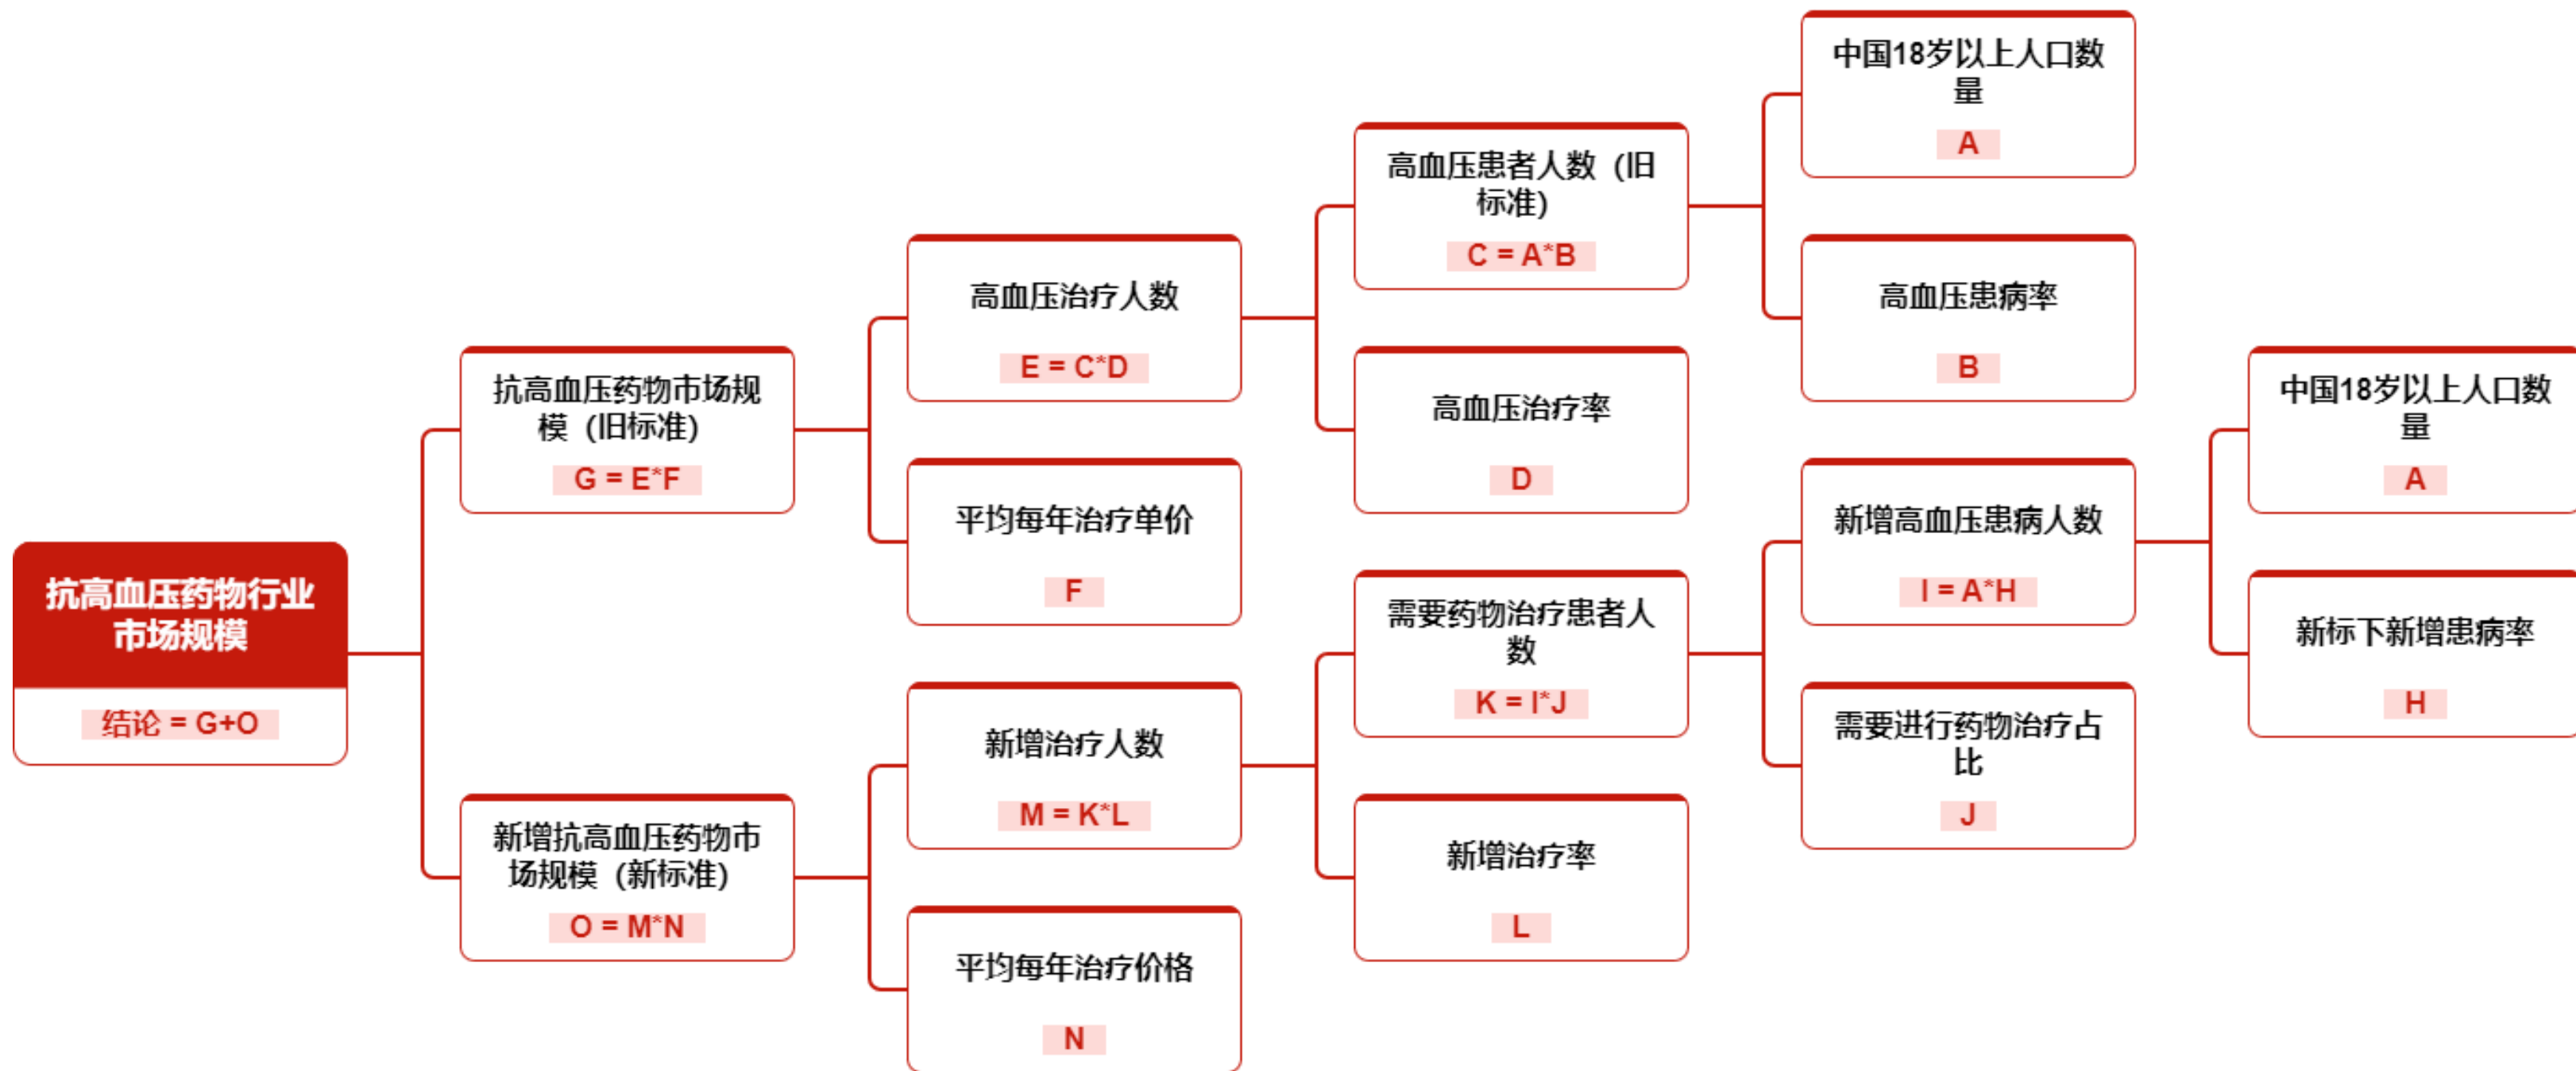 抗高血压药物行业
市场规模
结论 = G+O
抗高血压药物市场规
模（旧标准）
G = E*F
高血压治疗人数
E = C*D
高血压患者人数（旧
标准）
C = A*B
中国18岁以上人口数
量
A
高血压患病率
B
高血压治疗率
D
平均每年治疗单价
F
新增抗高血压药物市
场规模（新标准）
O = M*N
新增治疗人数
M = K*L
需要药物治疗患者人
数
K = I*J
新增高血压患病人数
I = A*H
中国18岁以上人口数
量
A
新标下新增患病率
H
需要进行药物治疗占
比
J
新增治疗率
L
平均每年治疗价格
N